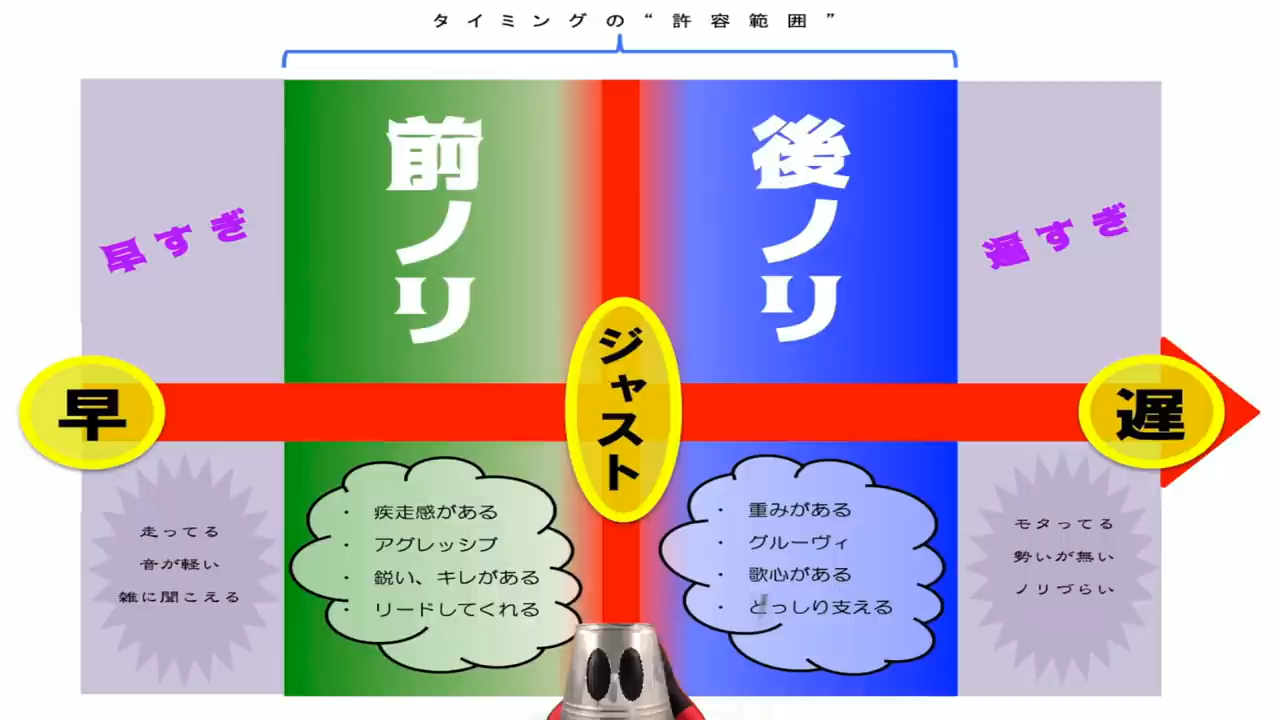 タイミングの“許容範囲”
早すぎ
前ノリ
後ノリ
遅すぎ
早
ジャスト
遅
走ってる
音が軽い
雑に聞こえる
・ 疾走感がある
・ アグレッシブ
・ 鋭い、キレがある
・ リードしてくれる
・ 重みがある
・ グルーヴィ
・ 歌心がある
・ どっしり支える
モタってる
勢いが無い
ノリづらい